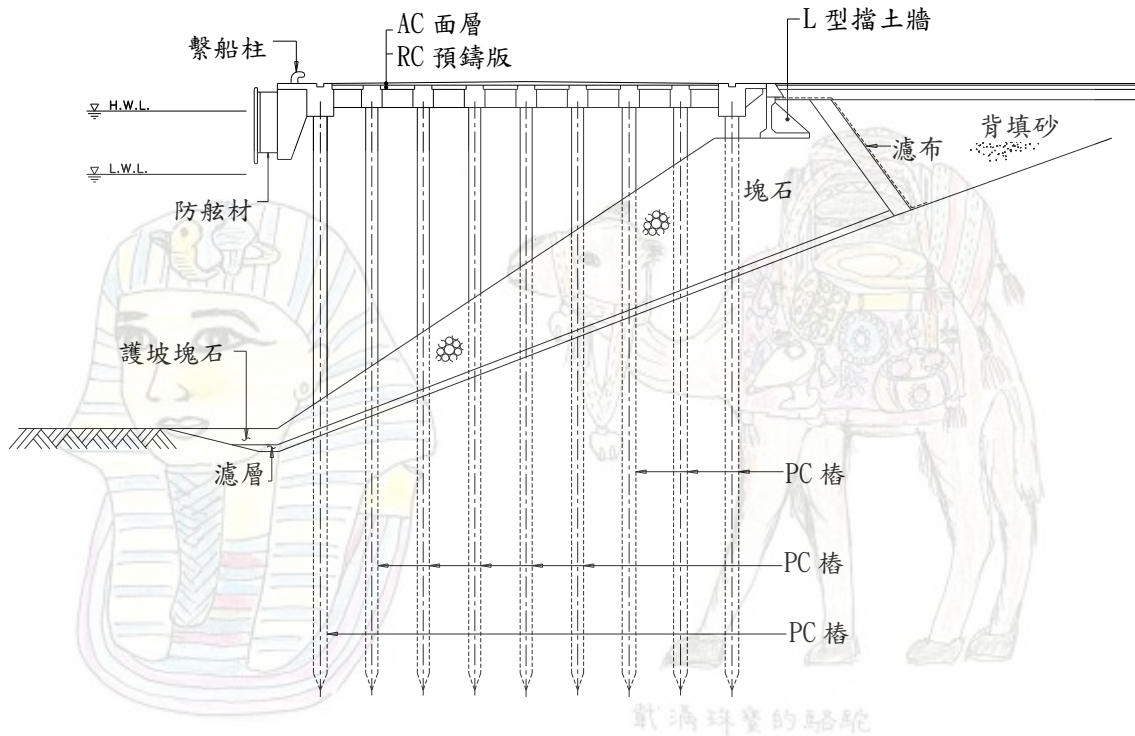 L 型擋土牆
AC 面層
RC 預鑄版
繫船柱
H.W.L.
背填砂
濾布
L.W.L.
塊石
防舷材
護坡塊石
濾層
PC 樁
PC 樁
PC 樁
載滿珠寶的駱駝